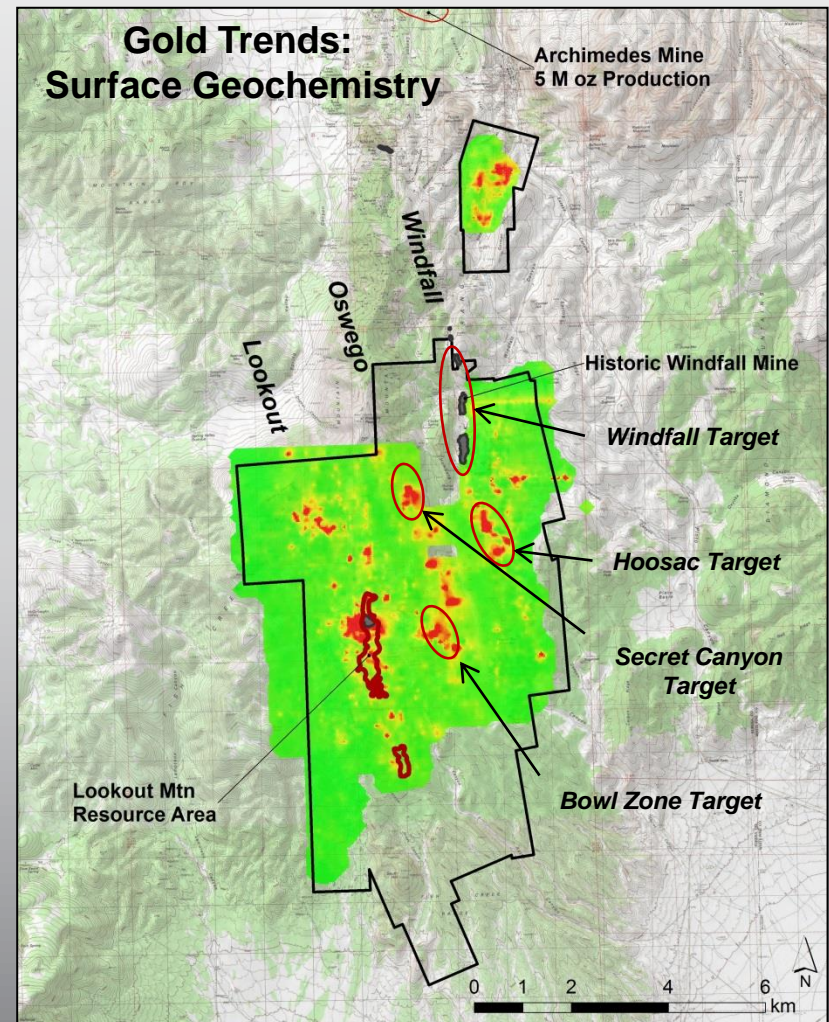 Gold Trends:
Surface Geochemistry
Archimedes Mine
5 M oz Production
Windfall
Oswego
Lookout
Historic Windfall Mine
Windfall Target
Hoosac Target
Secret Canyon
Target
Lookout Mtn
Resource Area
Bowl Zone Target
N
0 1 2 4 6
km